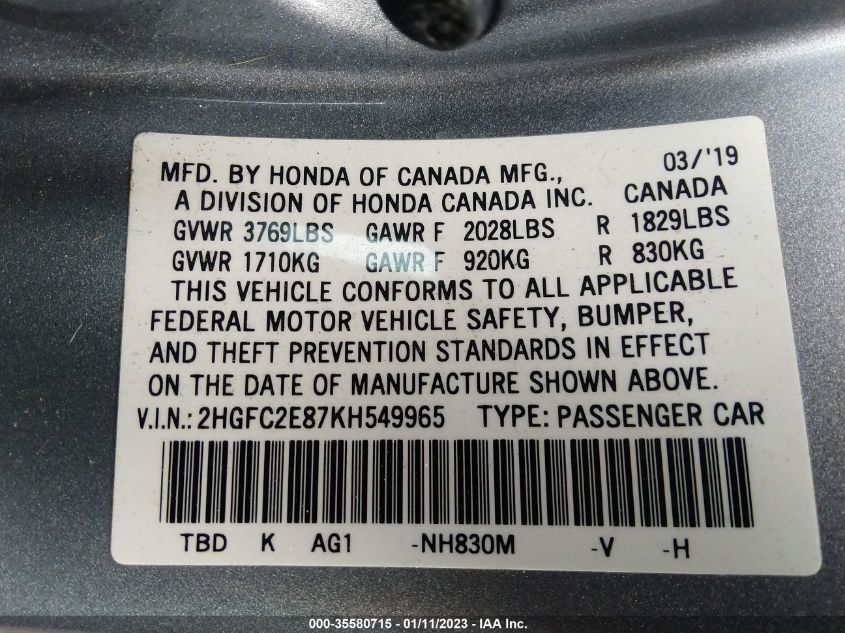 MFD. BY HONDA OF CANADA MFG., 03/'19
A DIVISION OF HONDA CANADA INC. CANADA
GVWR 3769LBS GAWR F 2028LBS R 1829LBS
GVWR 1710KG GAWR F 920KG R 830KG
THIS VEHICLE CONFORMS TO ALL APPLICABLE
FEDERAL MOTOR VEHICLE SAFETY, BUMPER,
AND THEFT PREVENTION STANDARDS IN EFFECT
ON THE DATE OF MANUFACTURE SHOWN ABOVE.
V.I.N.: 2HGFC2E87KH549965 TYPE: PASSENGER CAR
TBD K AG1 -NH830M -V -H
000-35580715 - 01/11/2023 - IAA Inc.